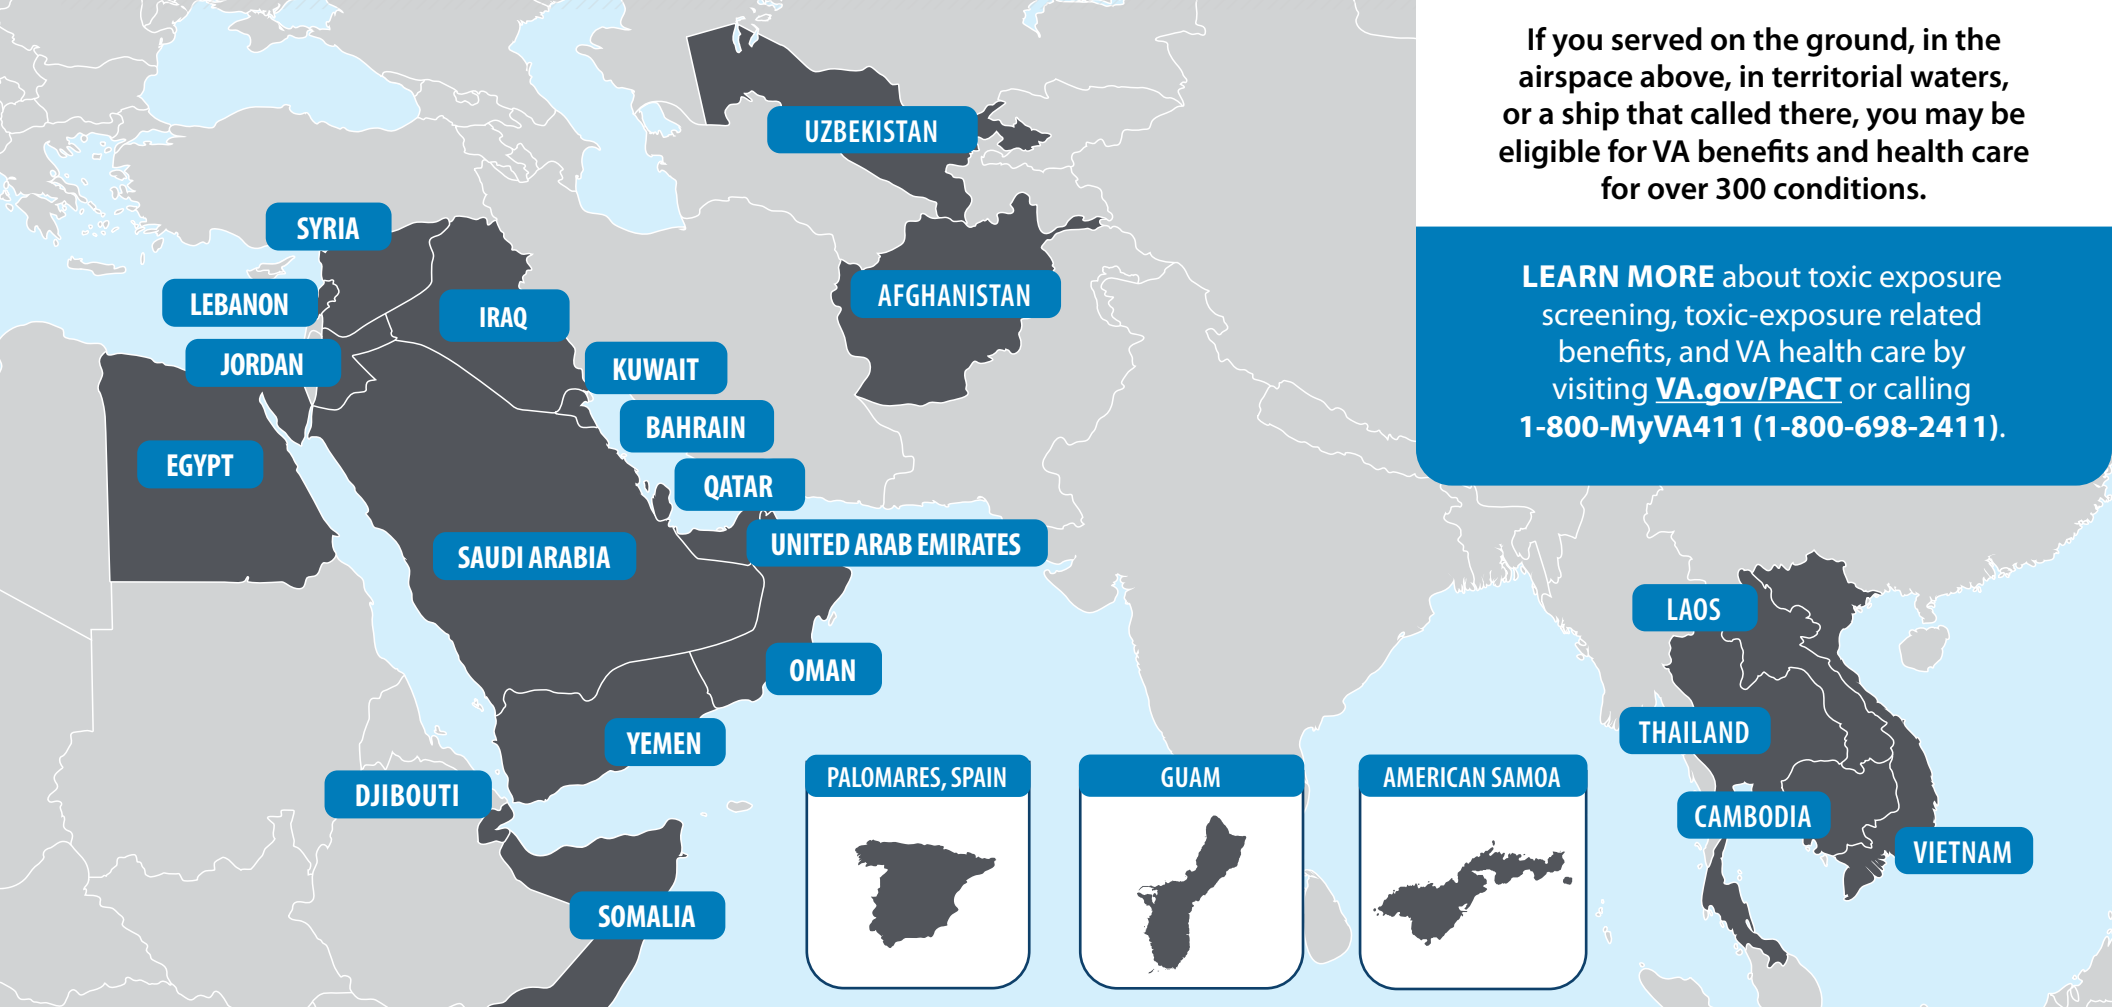 If you served on the ground, in the
airspace above, in territorial waters,
or a ship that called there, you may be
eligible for VA benefits and health care
for over 300 conditions.
LEARN MORE about toxic exposure
screening, toxic-exposure related
benefits, and VA health care by
visiting VA.gov/PACT or calling
1-800-MyVA411 (1-800-698-2411).
UZBEKISTAN
SYRIA
LEBANON
IRAQ
AFGHANISTAN
JORDAN
KUWAIT
BAHRAIN
EGYPT
QATAR
SAUDI ARABIA
UNITED ARAB EMIRATES
LAOS
OMAN
THAILAND
YEMEN
DJIBOUTI
PALOMARES, SPAIN
GUAM
AMERICAN SAMOA
CAMBODIA
VIETNAM
SOMALIA